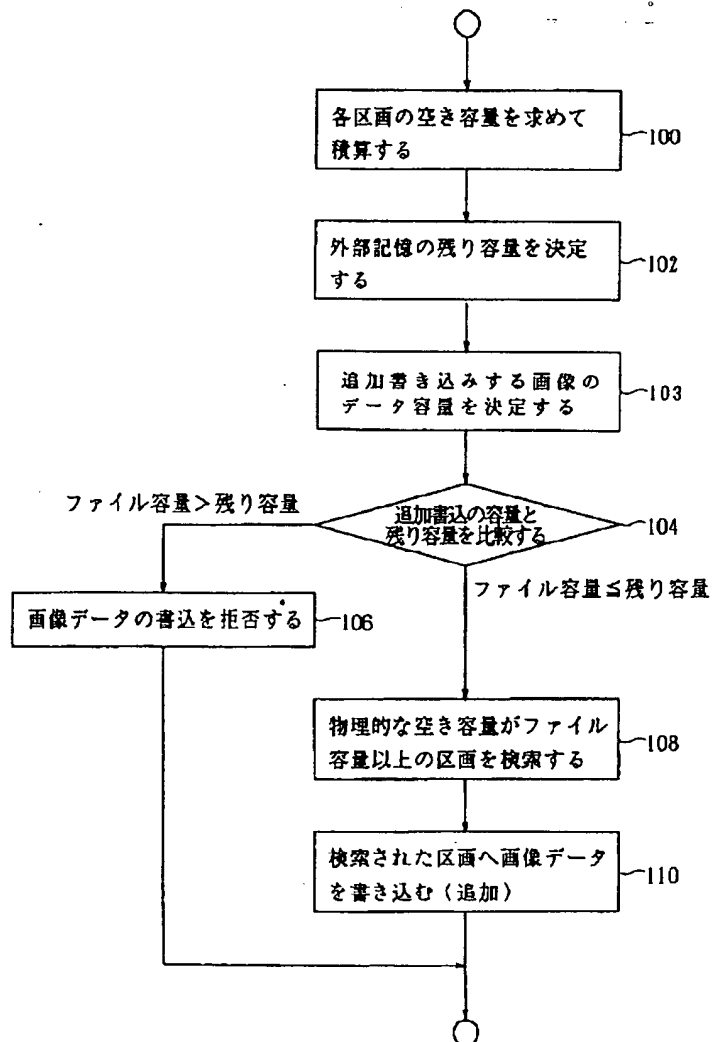 各区画の空き容量を求めて
積算する
100
外部記憶の残り容量を決定
する
102
追加書き込みする画像の
データ容量を決定する
103
ファイル容量>残り容量
追加書込の容量と
残り容量を比較する
104
ファイル容量≦残り容量
画像データの書込を拒否する
106
物理的な空き容量がファイル
容量以上の区画を検索する
108
検索された区画へ画像データ
を書き込む(追加)
110